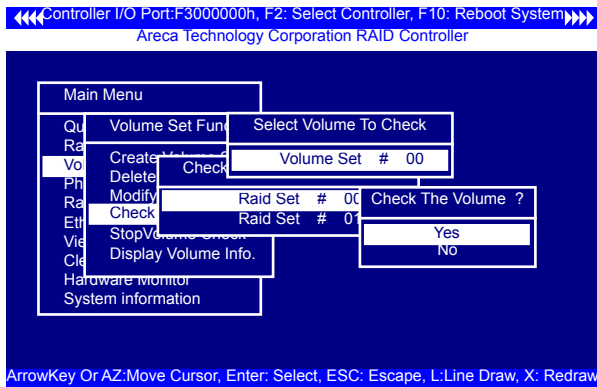 Controller I/O Port:F3000000h, F2: Select Controller, F10: Reboot System
Areca Technology Corporation RAID Controller
Main Menu
Volume Set Func
Select Volume To Check
Volume Set # 00
Create
Delete
Modify
Check
StopVolume Check
Display Volume Info.
Check
Raid Set # 00
Raid Set # 01
Check The Volume ?
Yes
No
Hardware Monitor
System information
ArrowKey Or AZ:Move Cursor, Enter: Select, ESC: Escape, L:Line Draw, X: Redraw